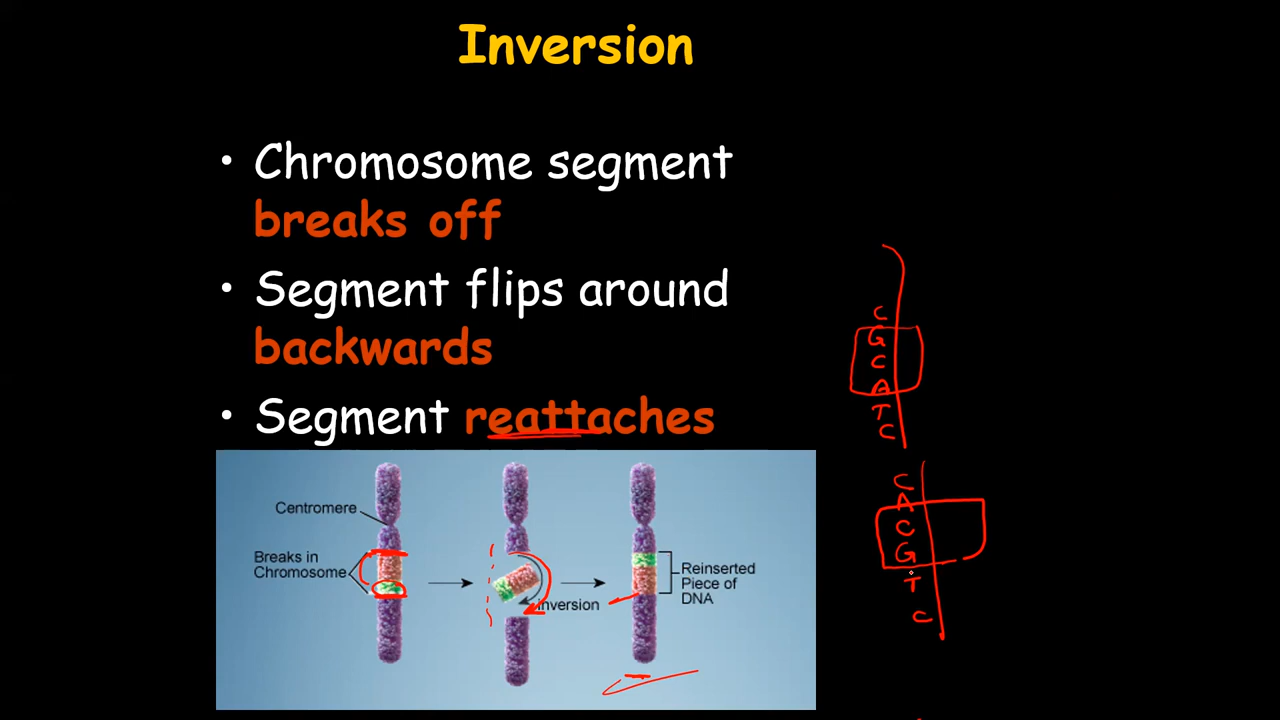 Inversion
• Chromosome segment
breaks off
• Segment flips around
backwards
• Segment reattaches
Centromere
Breaks in
Chromosome
Inversion
Reinserted
Piece of
DNA
C
G
C
A
T
C
C
A
C
G
T
C